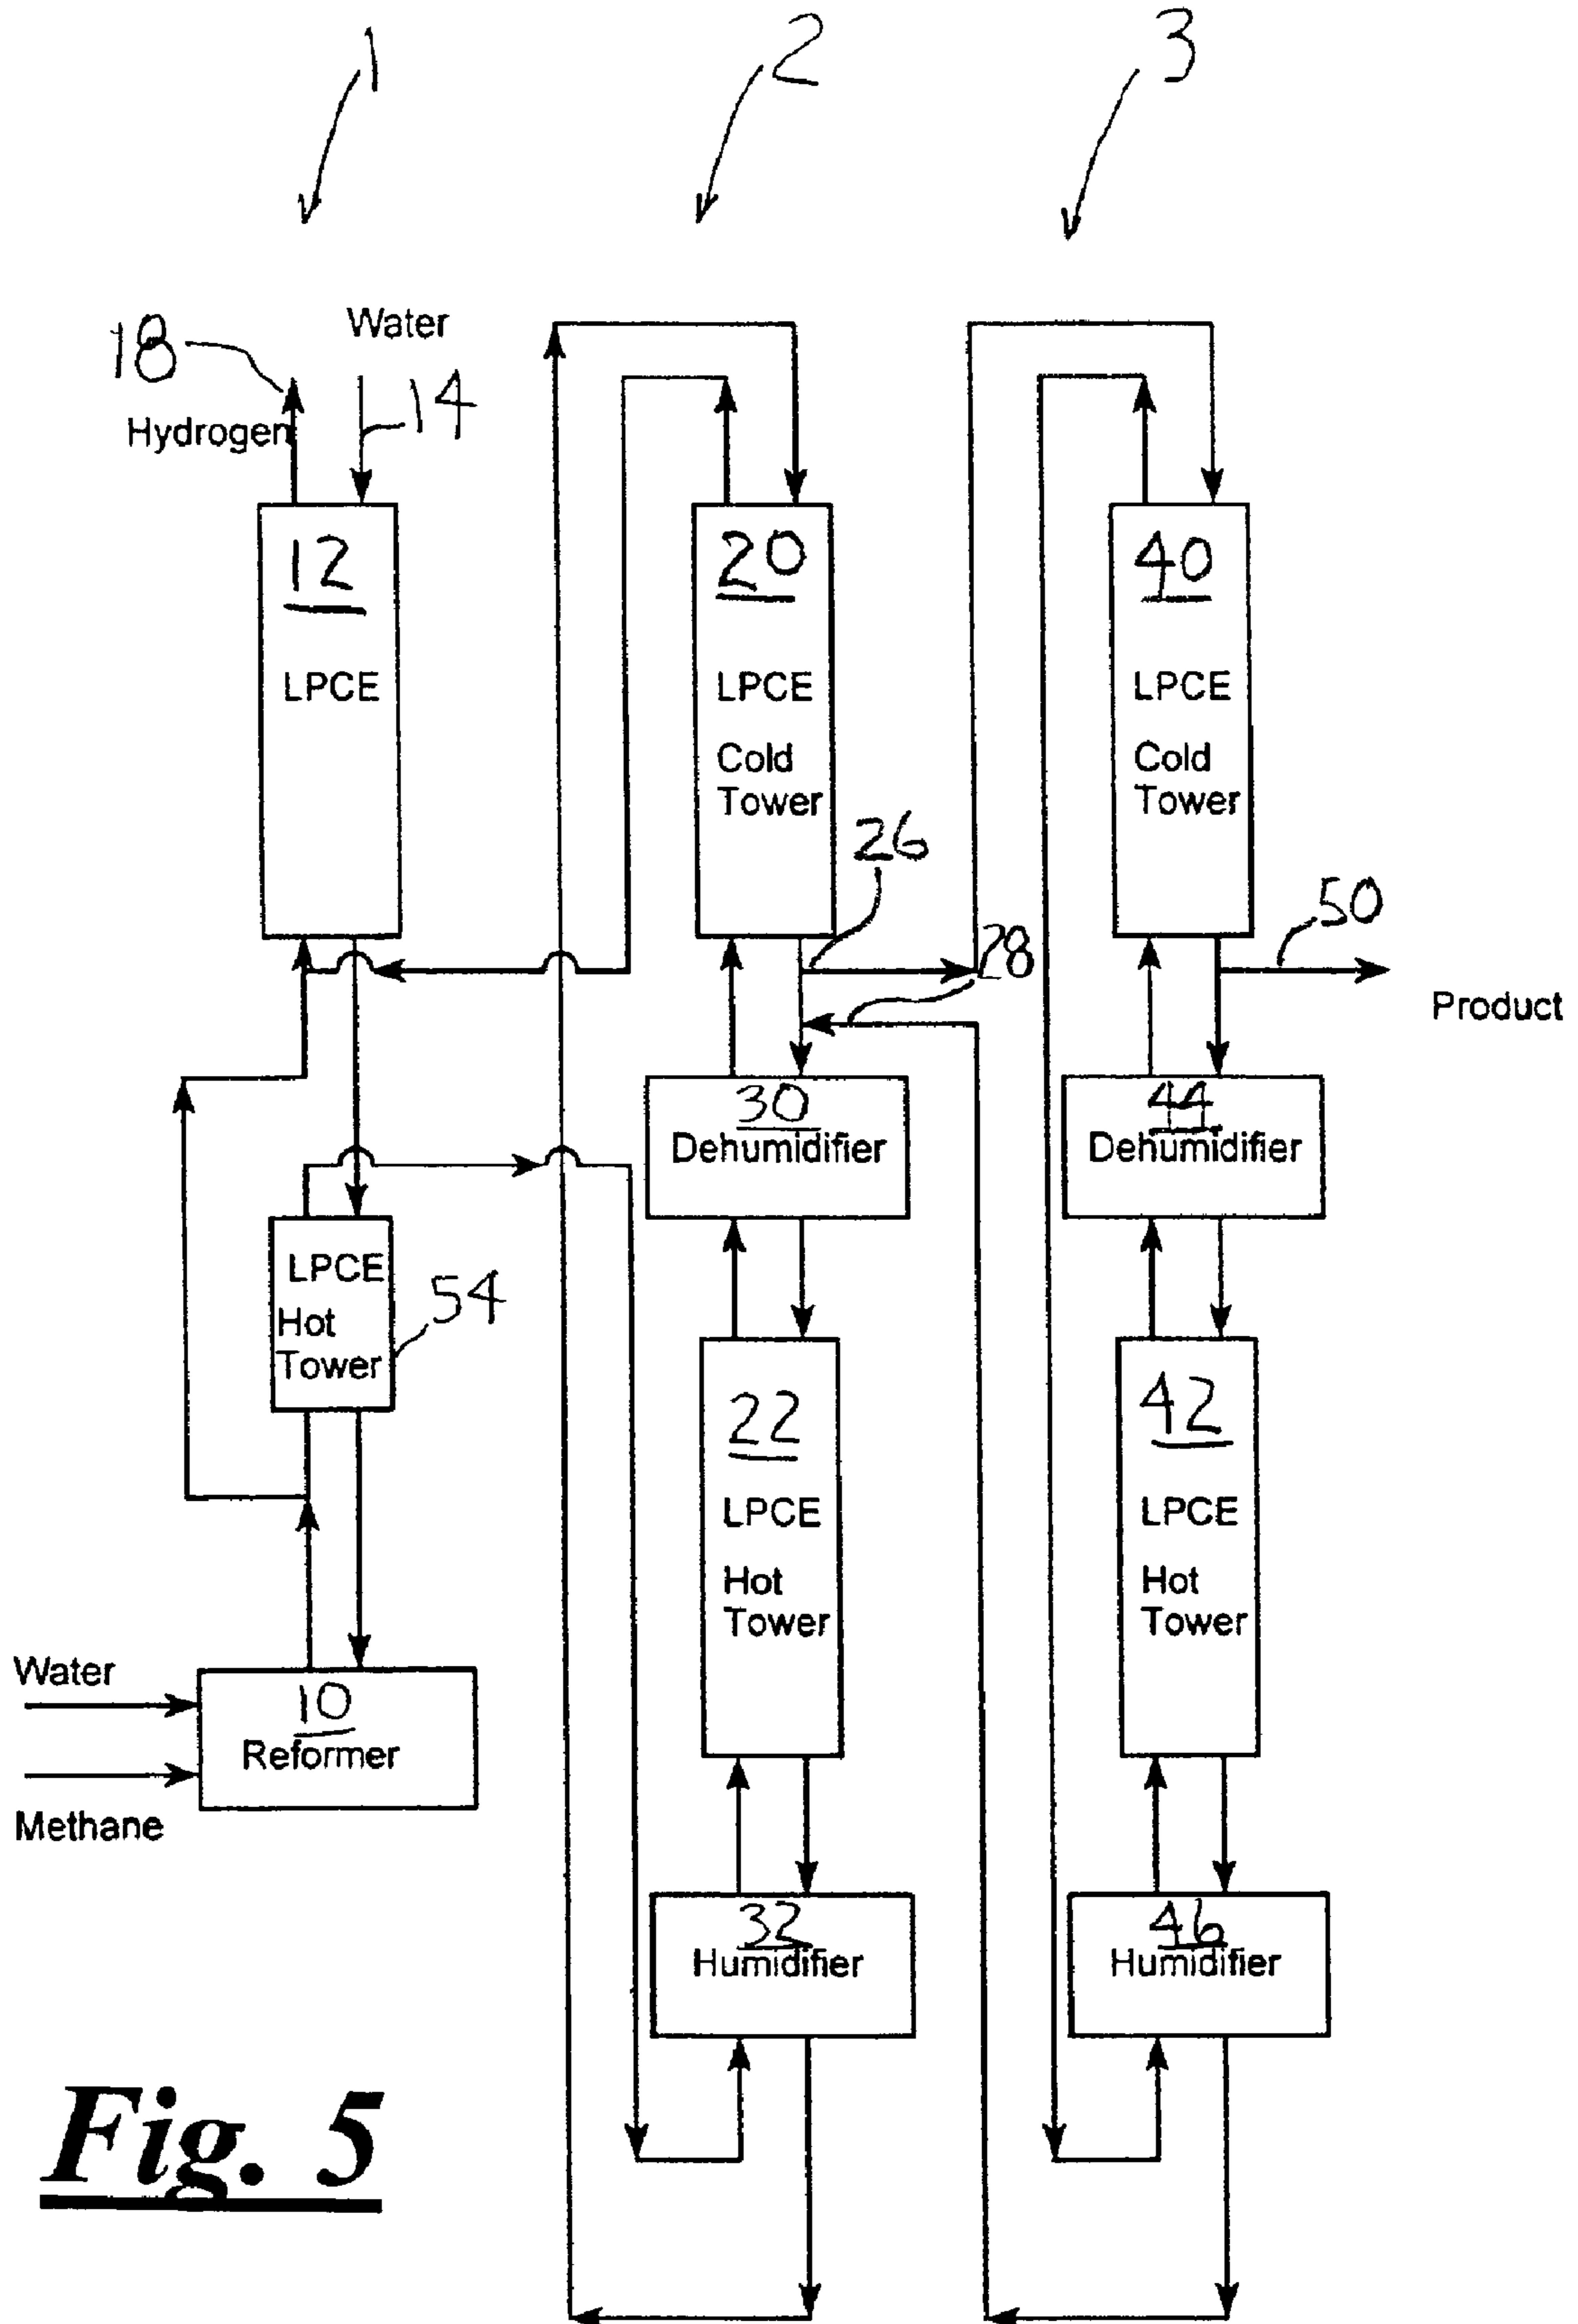 1
2
3
18
Water
14
Hydrogen
12
LPCE
20
LPCE
Cold
Tower
40
LPCE
Cold
Tower
26
28
50
Product
30
Dehumidifier
44
Dehumidifier
LPCE
Hot
Tower
54
22
LPCE
Hot
Tower
42
LPCE
Hot
Tower
Water
10
Reformer
Methane
32
Humidifier
46
Humidifier
Fig. 5